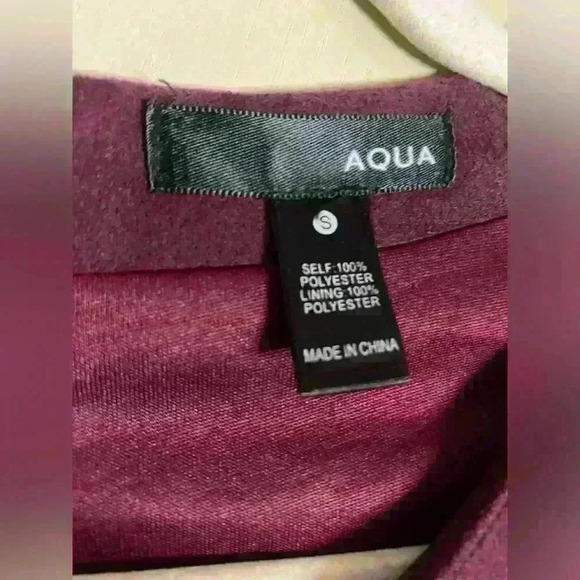 AQUA
S
SELF:100%
POLYESTER
LINING:100%
POLYESTER
MADE IN CHINA